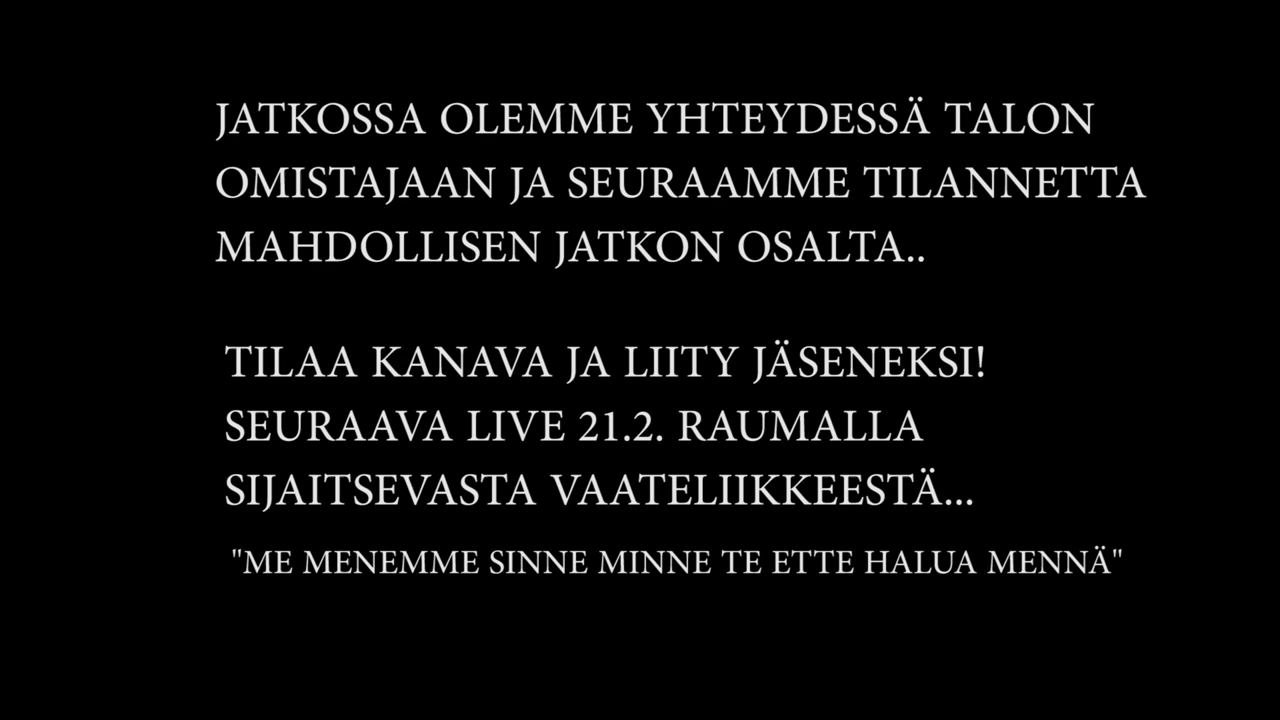 JATKOSSA OLEMME YHTEYDESSÄ TALON
OMISTAJAAN JA SEURAAMME TILANNETTA
MAHDOLLISEN JATKON OSALTA..
TILAA KANAVA JA LIITY JÄSENEKSI!
SEURAAVA LIVE 21.2. RAUMALLA
SIJAITSEVASTA VAATELIIKKEESTÄ...
"ME MENEMME SINNE MINNE TE ETTE HALUA MENNÄ"